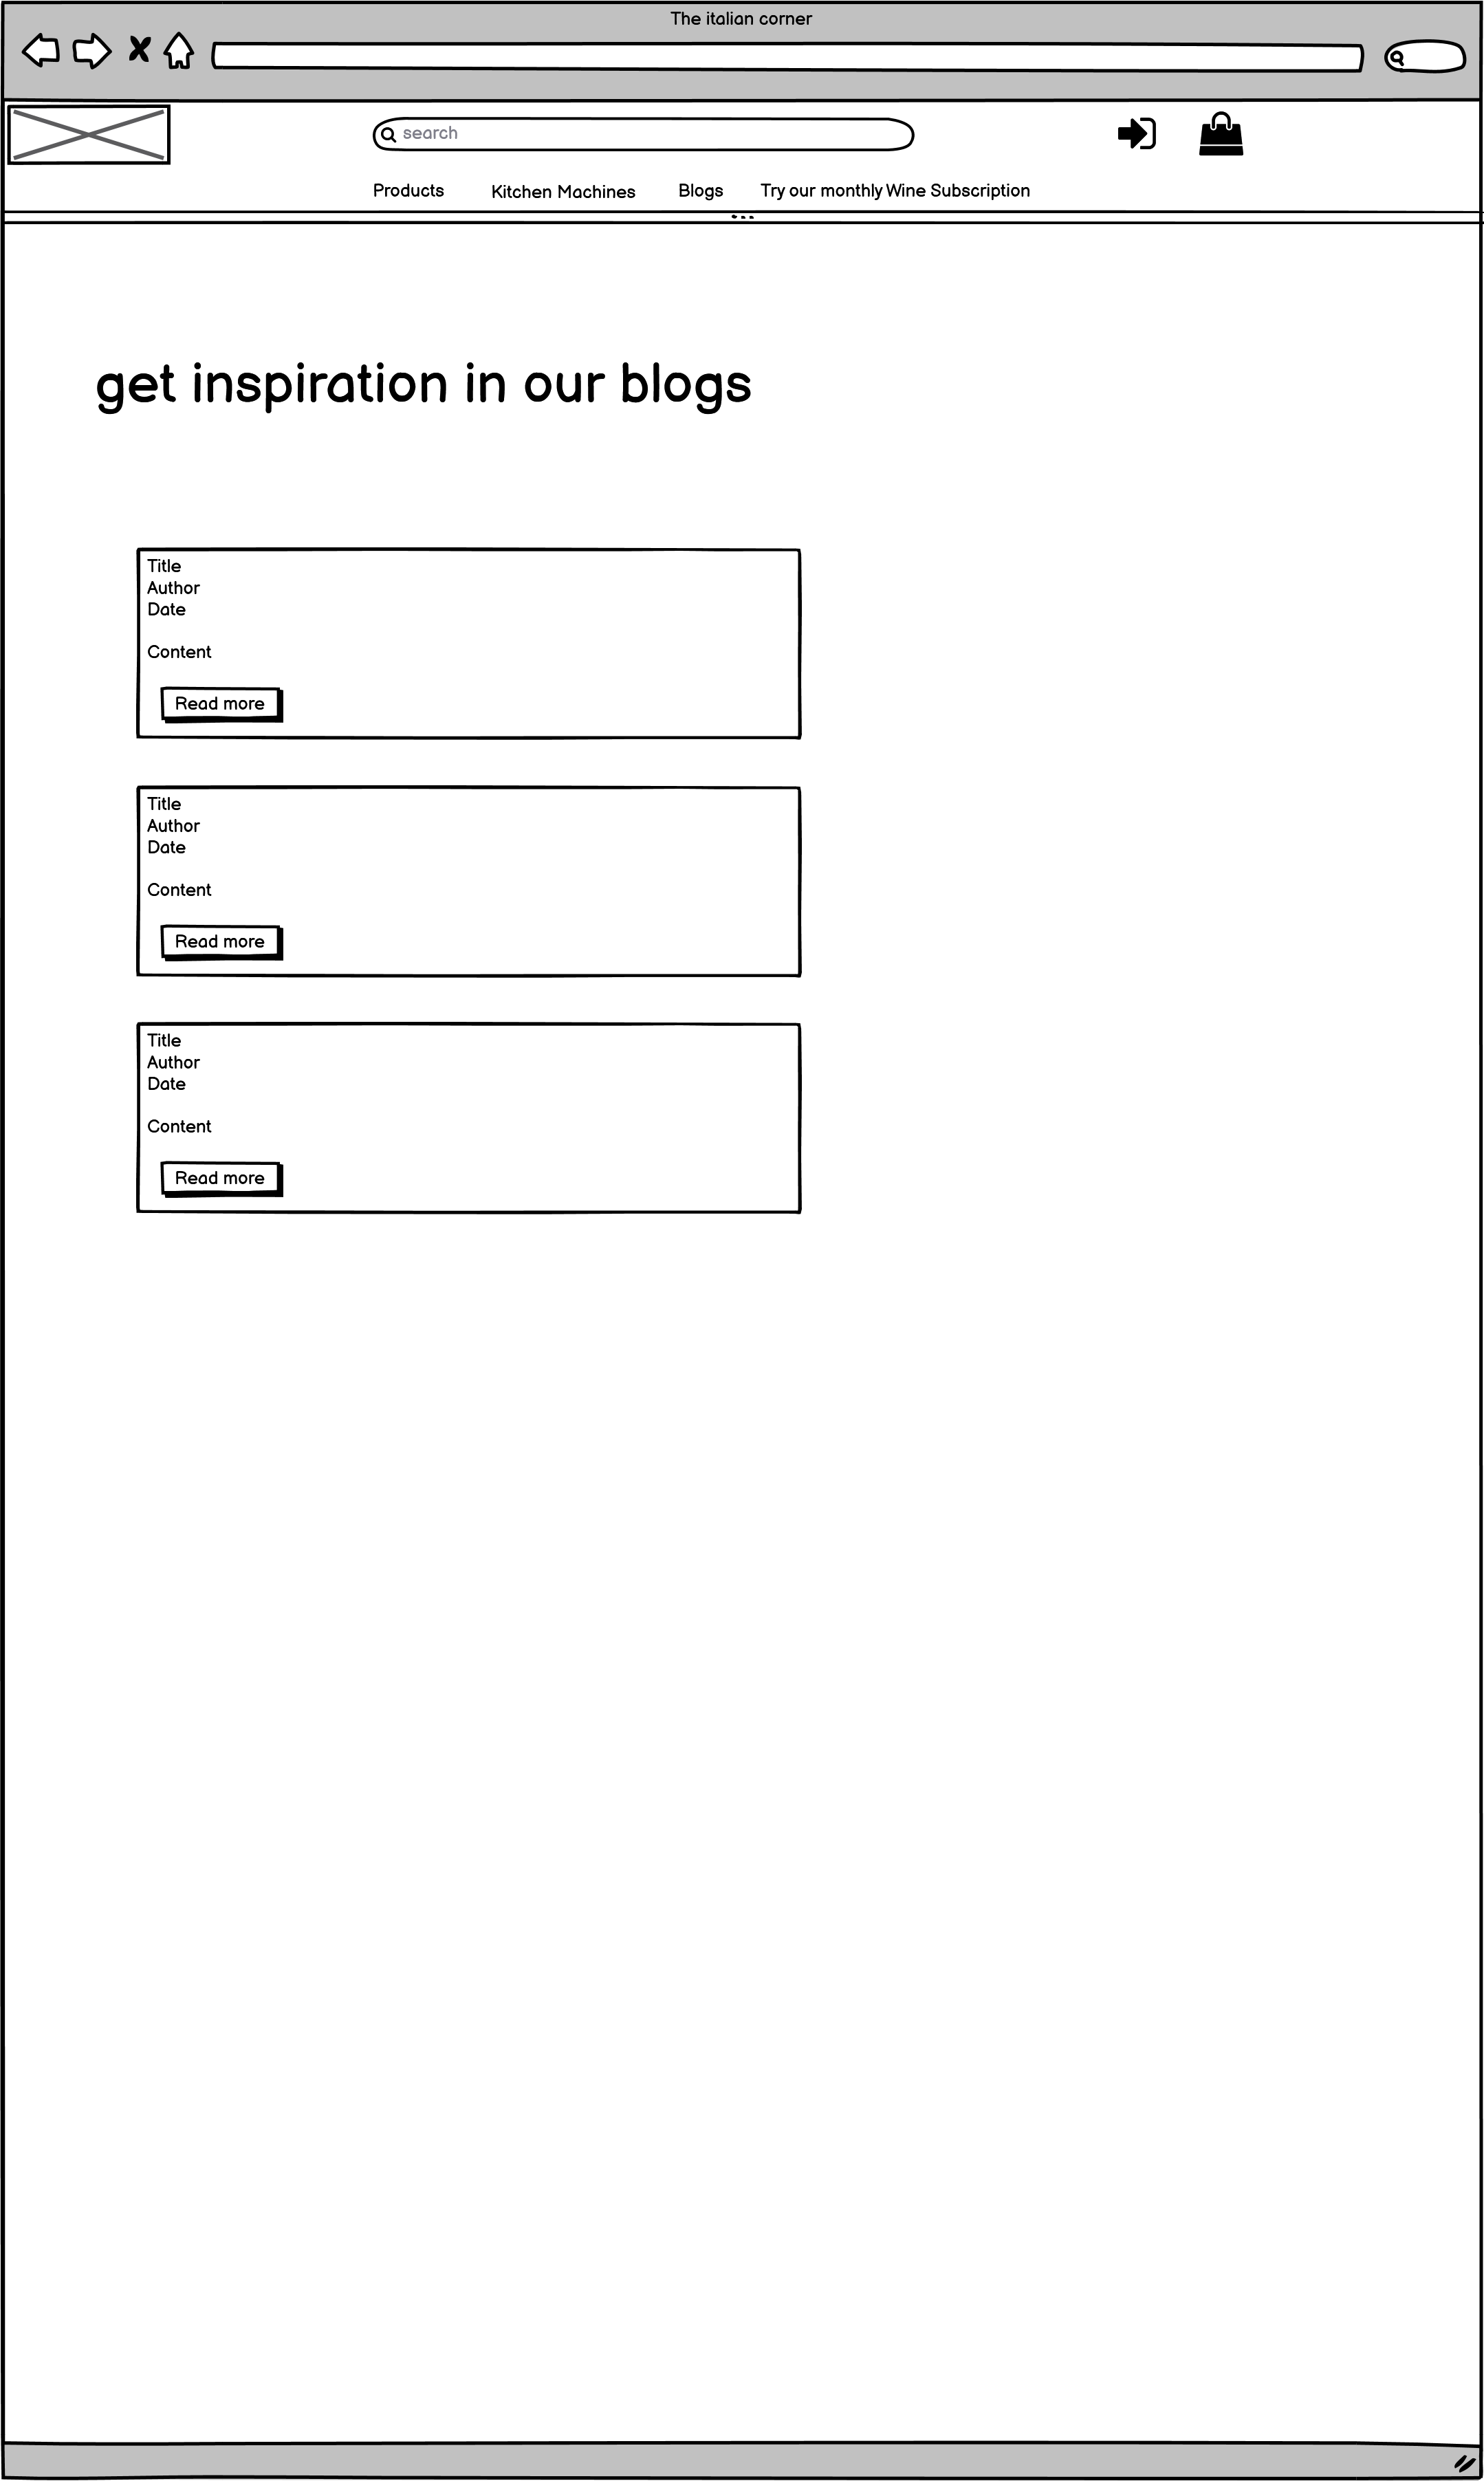 The italian corner
search
Products Kitchen Machines Blogs Try our monthly Wine Subscription
get inspiration in our blogs
Title
Author
Date
Content
Read more
Title
Author
Date
Content
Read more
Title
Author
Date
Content
Read more